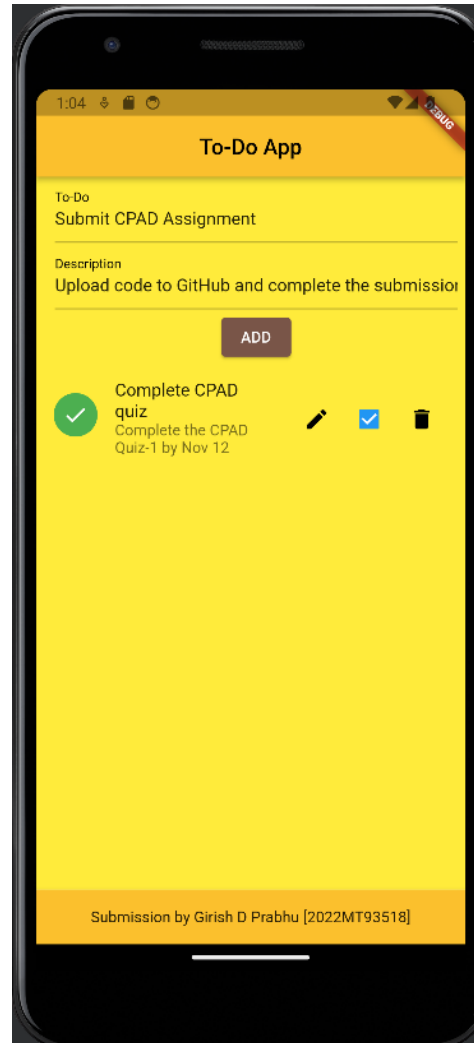 1:04
DEBUG
To-Do App
To-Do
Submit CPAD Assignment
Description
Upload code to GitHub and complete the submission
ADD
Complete CPAD
quiz
Complete the CPAD
Quiz-1 by Nov 12
Submission by Girish D Prabhu [2022MT93518]